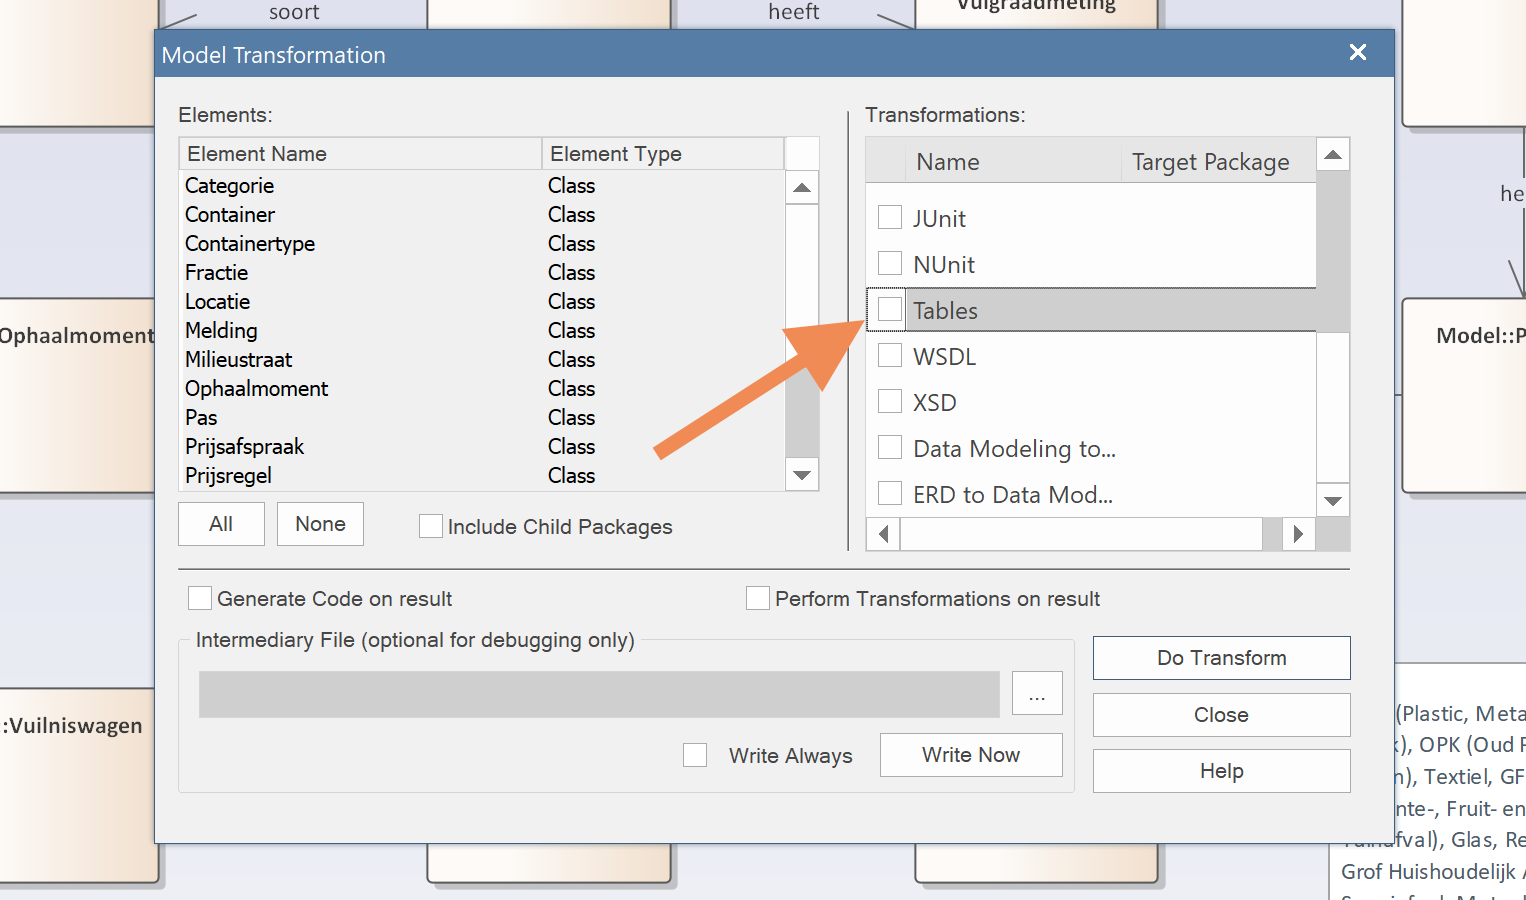 soort
heeft
Vulgraadmeting
Model Transformation
Elements:
Transformations:
Element Name
Element Type
Name
Target Package
Categorie
Class
Container
Class
Containertype
Class
Fractie
Class
Locatie
Class
Melding
Class
Milieustraat
Class
Ophaalmoment
Class
Pas
Class
Prijsafspraak
Class
Prijsregel
Class
JUnit
NUnit
Tables
WSDL
XSD
Data Modeling to...
ERD to Data Mod...
All
None
Include Child Packages
Generate Code on result
Perform Transformations on result
Intermediary File (optional for debugging only)
...
Write Always
Write Now
Do Transform
Close
Help
he
Ophaalmoment
Model::P
::Vuilniswagen
(Plastic, Meta
), OPK (Oud
n), Textiel, GF
nte-, Fruit- en
afval), Glas, Re
Grof Huishoudelijk